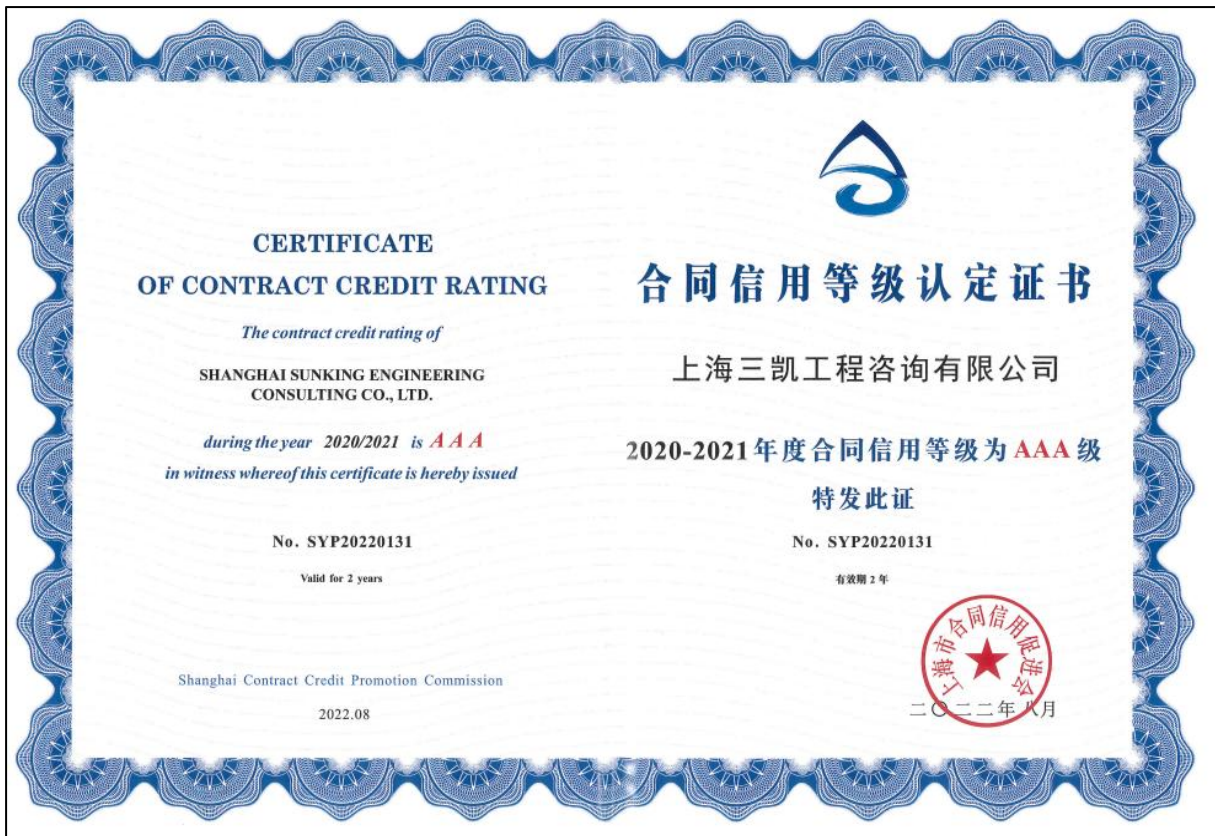 CERTIFICATE
OF CONTRACT CREDIT RATING
The contract credit rating of
SHANGHAI SUNKING ENGINEERING
CONSULTING CO., LTD.
during the year 2020/2021 is A A A
in witness whereof this certificate is hereby issued
No. SYP20220131
Valid for 2 years
Shanghai Contract Credit Promotion Commission
2022.08
合同信用等级认定证书
上海三凯工程咨询有限公司
2020-2021年度合同信用等级为AAA级
特发此证
No. SYP20220131
有效期2年
上海市合同信用促进会
二〇二二年八月